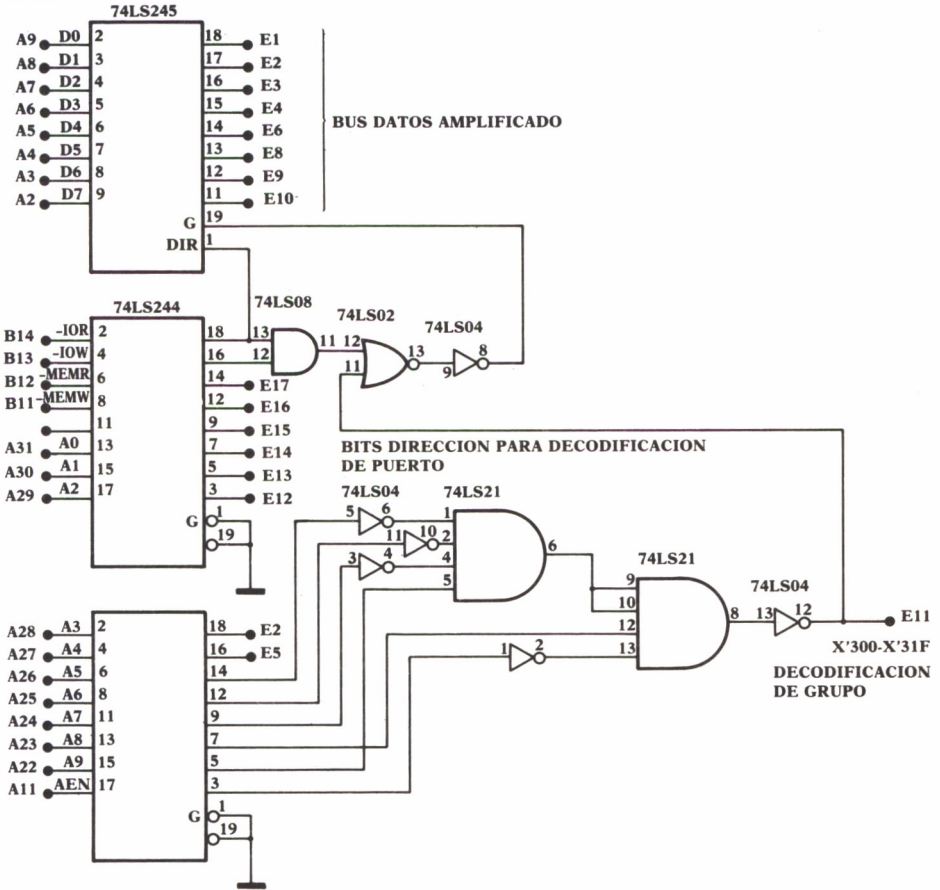 74LS245
A9 D0 2 18 E1
A8 D1 3 17 E2
A7 D2 4 16 E3
A6 D3 5 15 E4
A5 D4 6 14 E6
A4 D5 7 13 E8
A3 D6 8 12 E9
A2 D7 9 11 E10
BUS DATOS AMPLIFICADO
G 19
DIR 1
74LS244
74LS08
74LS02
74LS04
B14 -IOR 2 18 13 11 12 13 9 8
B13 -IOW 4 16 12 11
B12 -MEMR 6 14 E17
B11 -MEMW 8 12 E16
11 9 E15
A31 A0 13 7 E14
A30 A1 15 5 E13
A29 A2 17 3 E12
G 1
19
BITS DIRECCION PARA DECODIFICACION
DE PUERTO
74LS04
74LS21
5 6 1
11 10 2
3 4 4
5
6
74LS21
74LS04
9
10
12
13
8 13 12 E11
X'300-X'31F
DECODIFICACION
DE GRUPO
A28 A3 2 18 E2
A27 A4 4 16 E5
A26 A5 6 14
A25 A6 8 12
A24 A7 11 9
A23 A8 13 7
A22 A9 15 5
A11 AEN 17 3
1 2
G 1
19